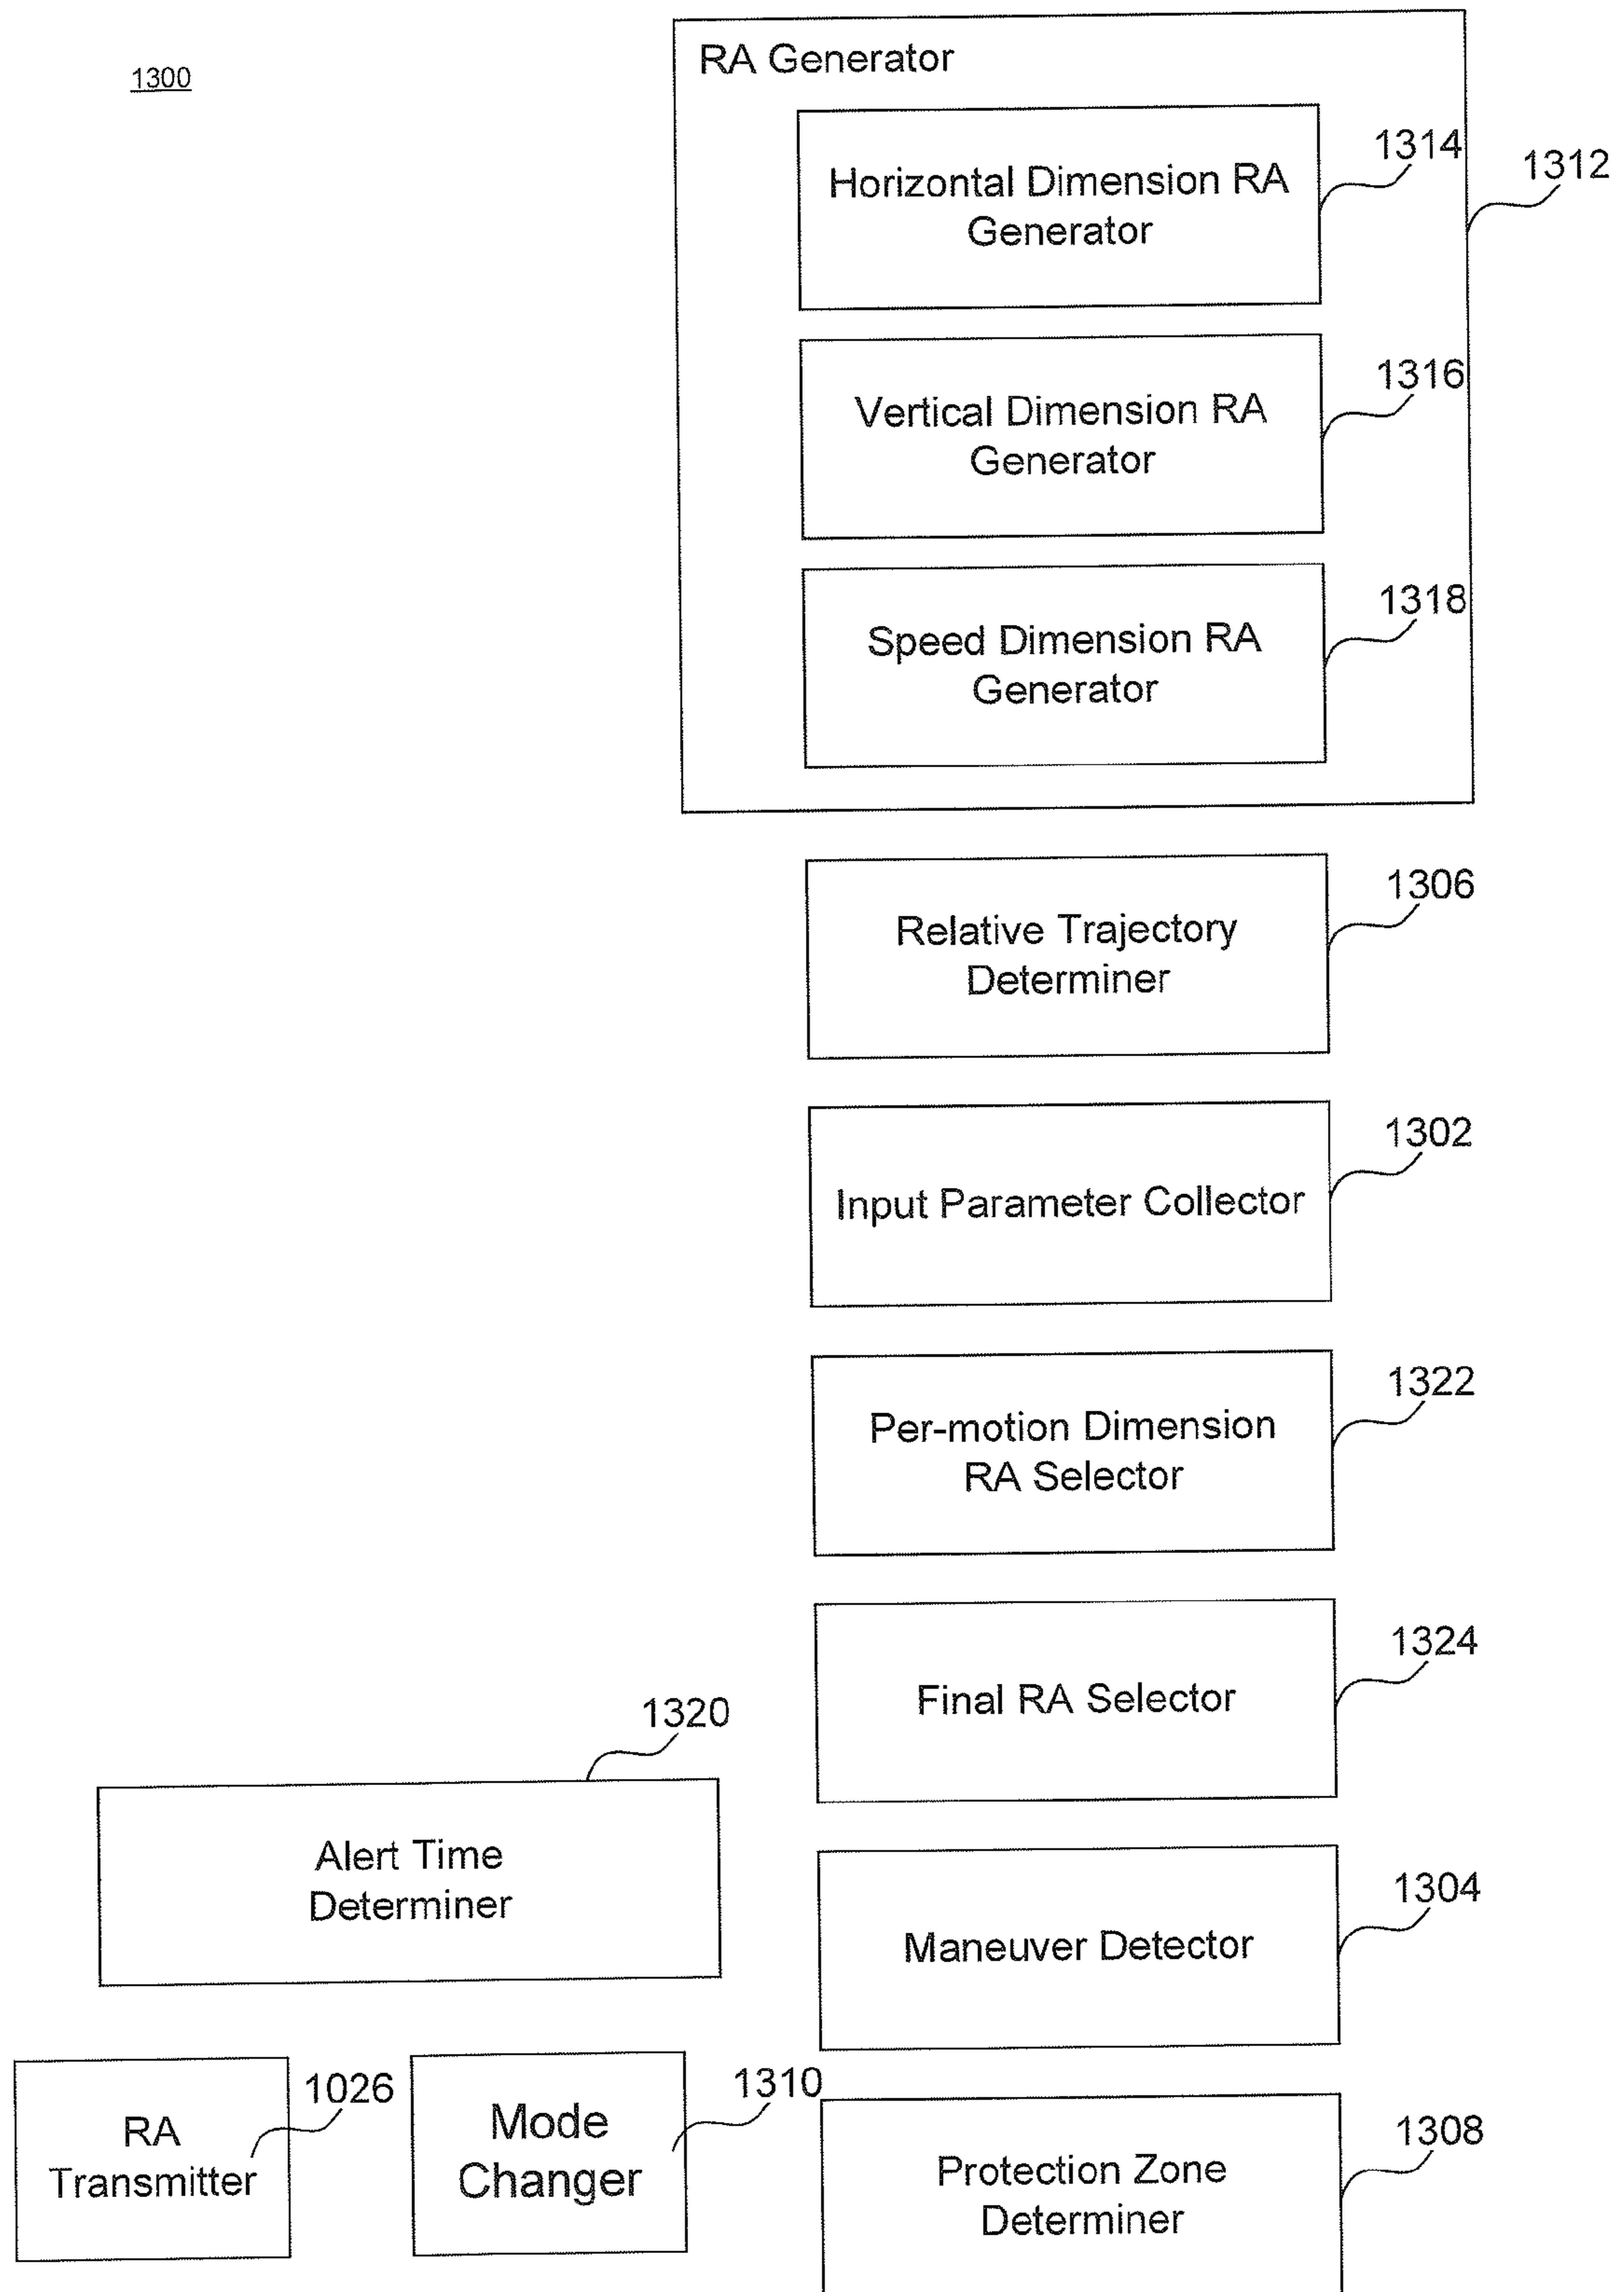 1300
RA Generator
Horizontal Dimension RA
Generator
1314
1312
Vertical Dimension RA
Generator
1316
Speed Dimension RA
Generator
1318
Relative Trajectory
Determiner
1306
Input Parameter Collector
1302
Per-motion Dimension
RA Selector
1322
Final RA Selector
1324
1320
Alert Time
Determiner
Maneuver Detector
1304
RA
Transmitter
1026
Mode
Changer
1310
Protection Zone
Determiner
1308